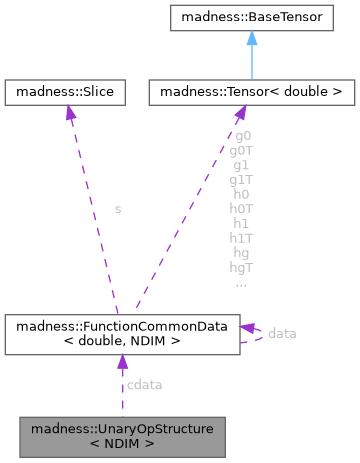 madness::BaseTensor
madness::Slice
madness::Tensor< double >
g0
g0T
g1
g1T
h0
h0T
h1
h1T
hg
hgT
...
s
madness::FunctionCommonData
< double, NDIM >
data
cdata
madness::UnaryOpStructure
< NDIM >